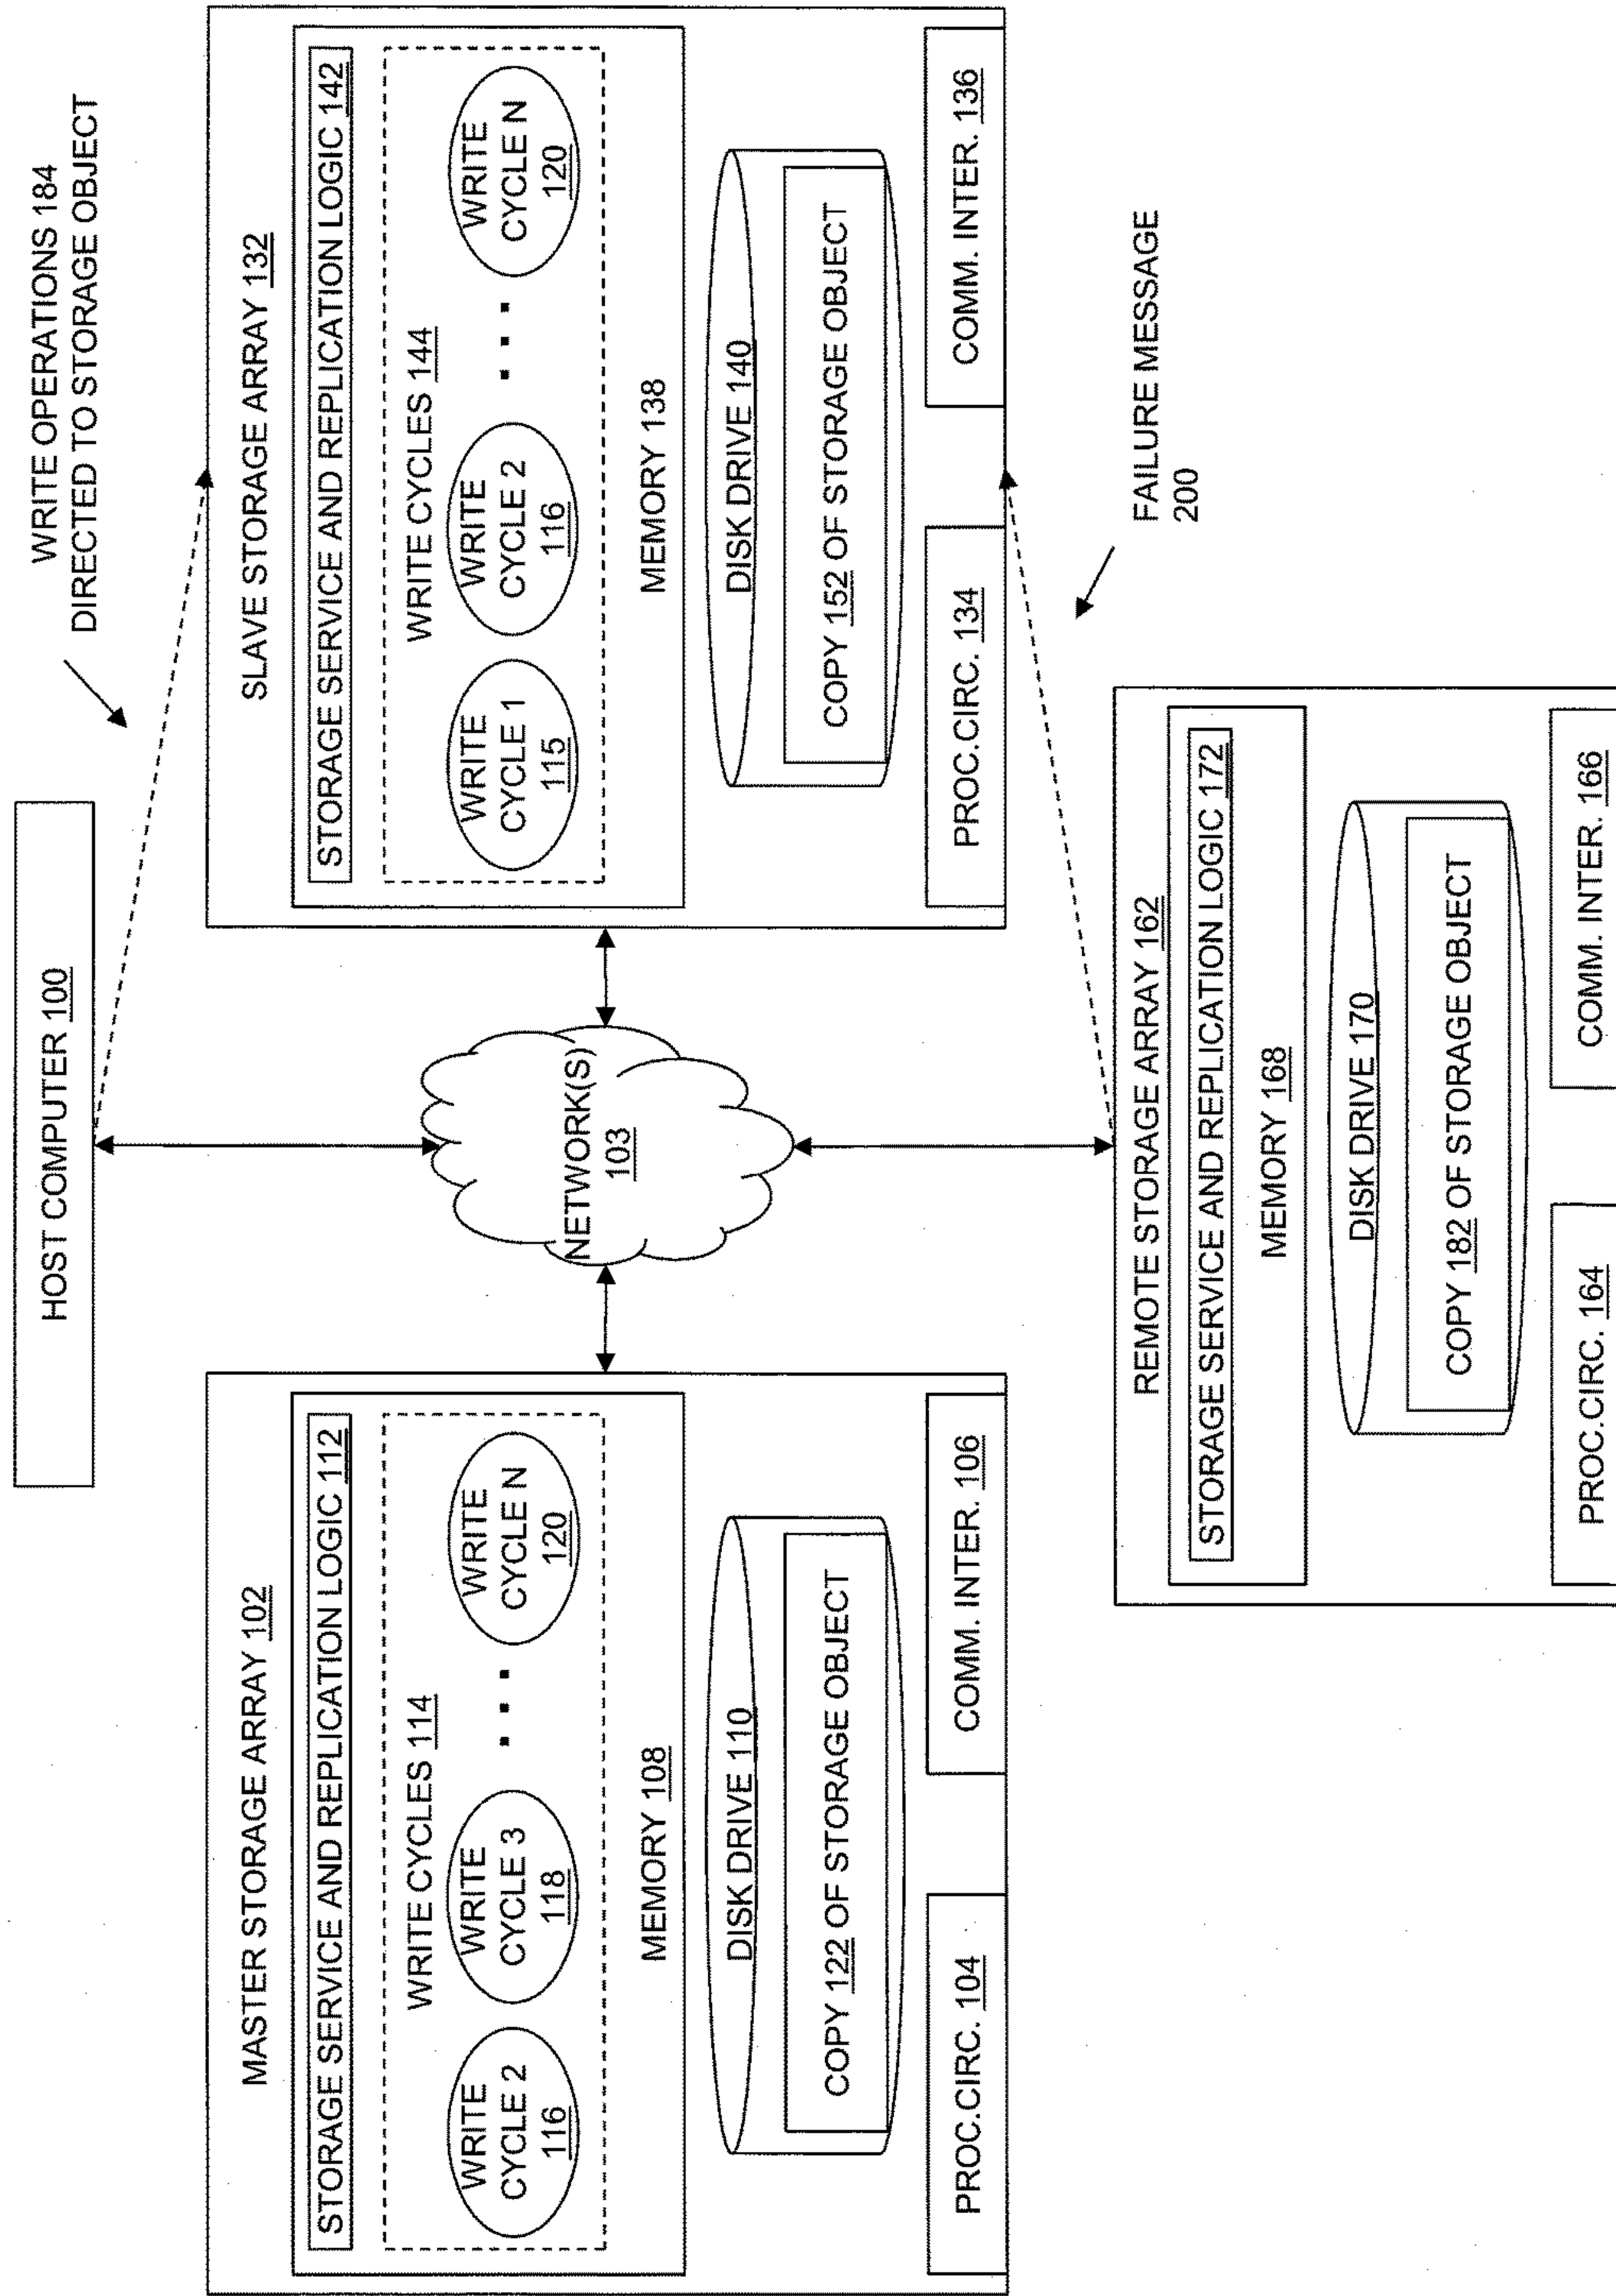 HOST COMPUTER 100
WRITE OPERATIONS 184
DIRECTED TO STORAGE OBJECT
MASTER STORAGE ARRAY 102
STORAGE SERVICE AND REPLICATION LOGIC 112
WRITE CYCLES 114
WRITE
CYCLE 2
116
WRITE
CYCLE 3
118
...
WRITE
CYCLE N
120
MEMORY 108
DISK DRIVE 110
COPY 122 OF STORAGE OBJECT
PROC.CIRC. 104
COMM. INTER. 106
NETWORK(S)
103
SLAVE STORAGE ARRAY 132
STORAGE SERVICE AND REPLICATION LOGIC 142
WRITE CYCLES 144
WRITE
CYCLE 1
115
WRITE
CYCLE 2
116
...
WRITE
CYCLE N
120
MEMORY 138
DISK DRIVE 140
COPY 152 OF STORAGE OBJECT
PROC.CIRC. 134
COMM. INTER. 136
FAILURE MESSAGE
200
REMOTE STORAGE ARRAY 162
STORAGE SERVICE AND REPLICATION LOGIC 172
MEMORY 168
DISK DRIVE 170
COPY 182 OF STORAGE OBJECT
PROC.CIRC. 164
COMM. INTER. 166